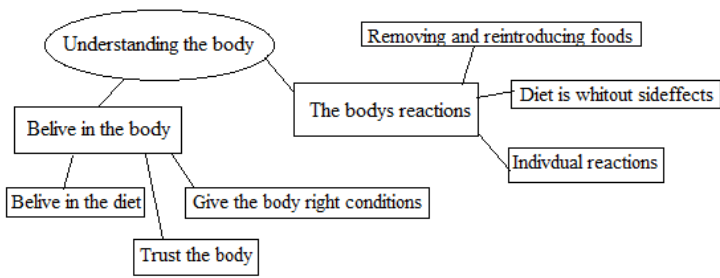 Understanding the body
Removing and reintroducing foods
Diet is whitout sideffects
The bodys reactions
Belive in the body
Indivdual reactions
Belive in the diet
Give the body right conditions
Trust the body